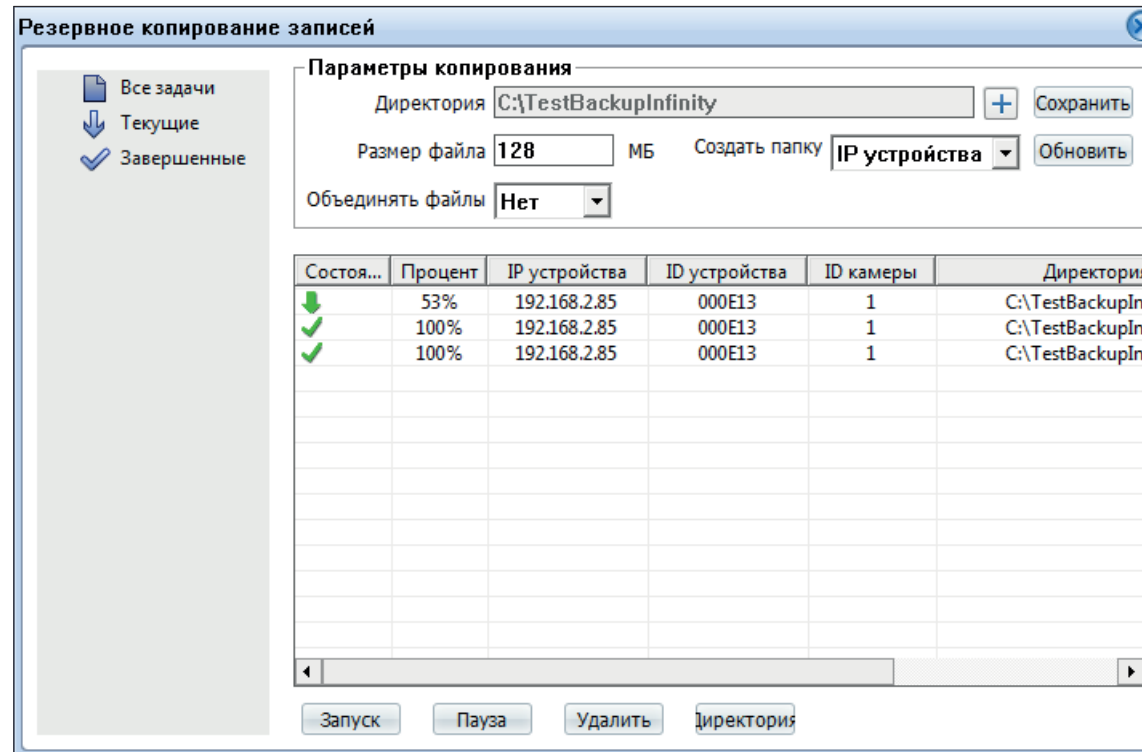 Резервное копирование записей
Все задачи
Текущие
Завершенные
Параметры копирования
Директория C:\TestBackupInfinity Сохранить
Размер файла 128 МБ Создать папку IP устройства Обновить
Объединять файлы Нет
Состоя... Процент IP устройства ID устройства ID камеры Директория
53% 192.168.2.85 000E13 1 C:\TestBackupIn
100% 192.168.2.85 000E13 1 C:\TestBackupIn
100% 192.168.2.85 000E13 1 C:\TestBackupIn
Запуск Пауза Удалить Директория